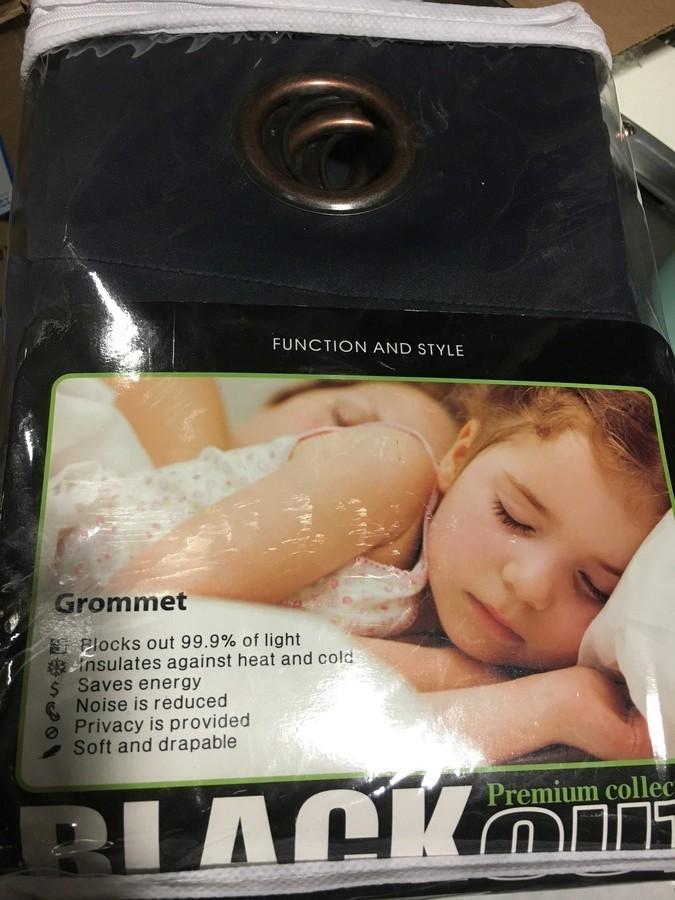 FUNCTION AND STYLE
Grommet
Blocks out 99.9% of light
Insulates against heat and cold
$ Saves energy
Noise is reduced
Privacy is provided
Soft and drapable
Premium collec
BLACKOUT